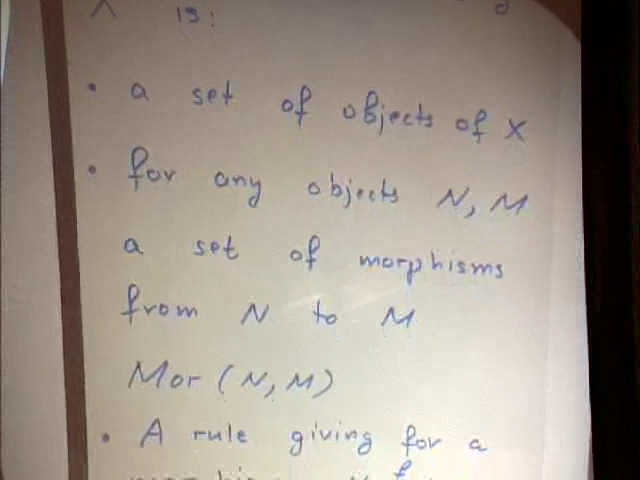 is:
• a set of objects of X
• for any objects N, M
a set of morphisms
from N to M
Mor (N, M)
• A rule giving for a